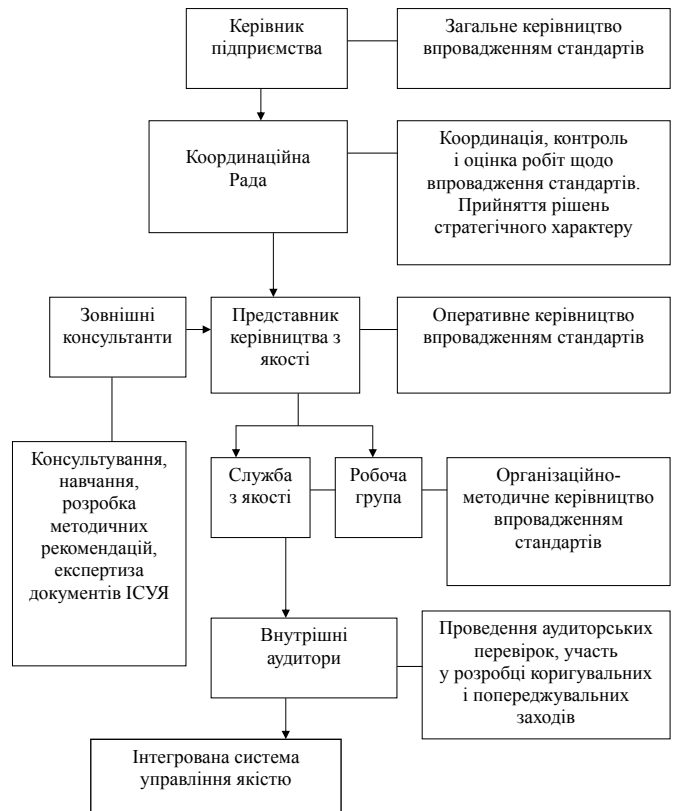 Керівник
підприємства
Загальне керівництво
впровадженням стандартів
Координаційна
Рада
Координація, контроль
і оцінка робіт щодо
впровадження стандартів.
Прийняття рішень
стратегічного характеру
Зовнішні
консультанти
Представник
керівництва з
якості
Оперативне керівництво
впровадженням стандартів
Консультування,
навчання,
розробка
методичних
рекомендацій,
експертиза
документів ІСУЯ
Служба
з якості
Робоча
група
Організаційно-
методичне керівництво
впровадженням
стандартів
Внутрішні
аудитори
Проведення аудиторських
перевірок, участь
у розробці коригувальних
і попереджувальних
заходів
Інтегрована система
управління якістю